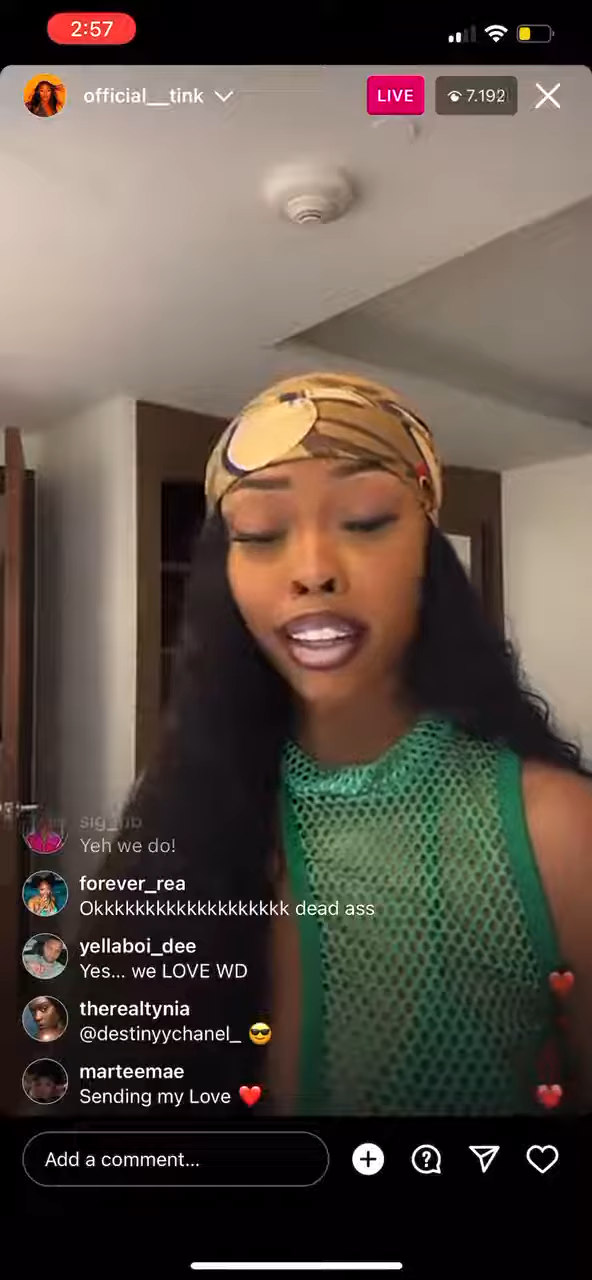 2:57
official__tink
LIVE
7.192
Yeh we do!
forever_rea
Okkkkkkkkkkkkkkkkkkk dead ass
yellaboi_dee
Yes... we LOVE WD
therealtynia
@destinyychanel_ 😎
marteemae
Sending my Love ❤️
Add a comment...